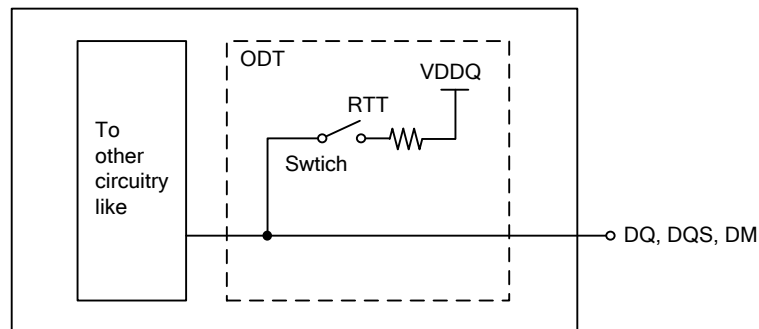 ODT
VDDQ
RTT
Swtich
To
other
circuitry
like
DQ, DQS, DM